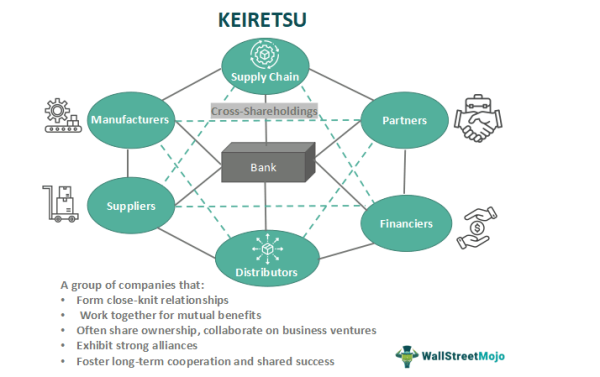 KEIRETSU
Supply Chain
Cross-Shareholdings
Manufacturers
Partners
Bank
Suppliers
Financiers
Distributors
A group of companies that:
• Form close-knit relationships
• Work together for mutual benefits
• Often share ownership, collaborate on business ventures
• Exhibit strong alliances
• Foster long-term cooperation and shared success
WallStreetMojo